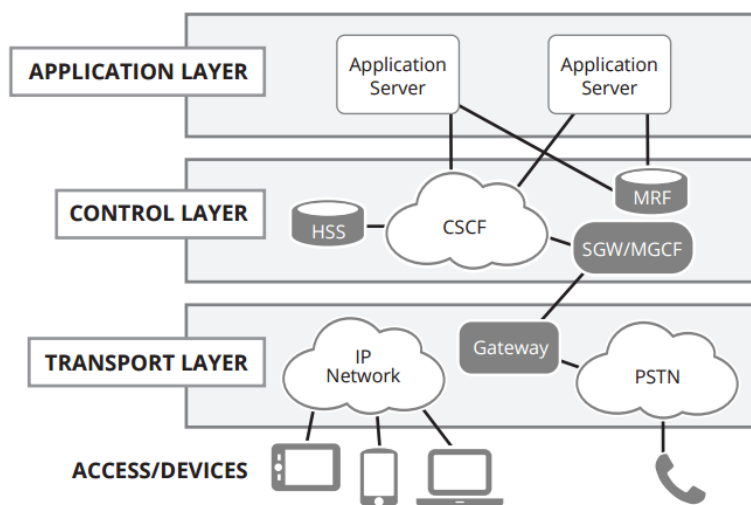 APPLICATION LAYER
Application
Server
Application
Server
CONTROL LAYER
HSS
CSCF
MRF
SGW/MGCF
TRANSPORT LAYER
IP
Network
Gateway
PSTN
ACCESS/DEVICES